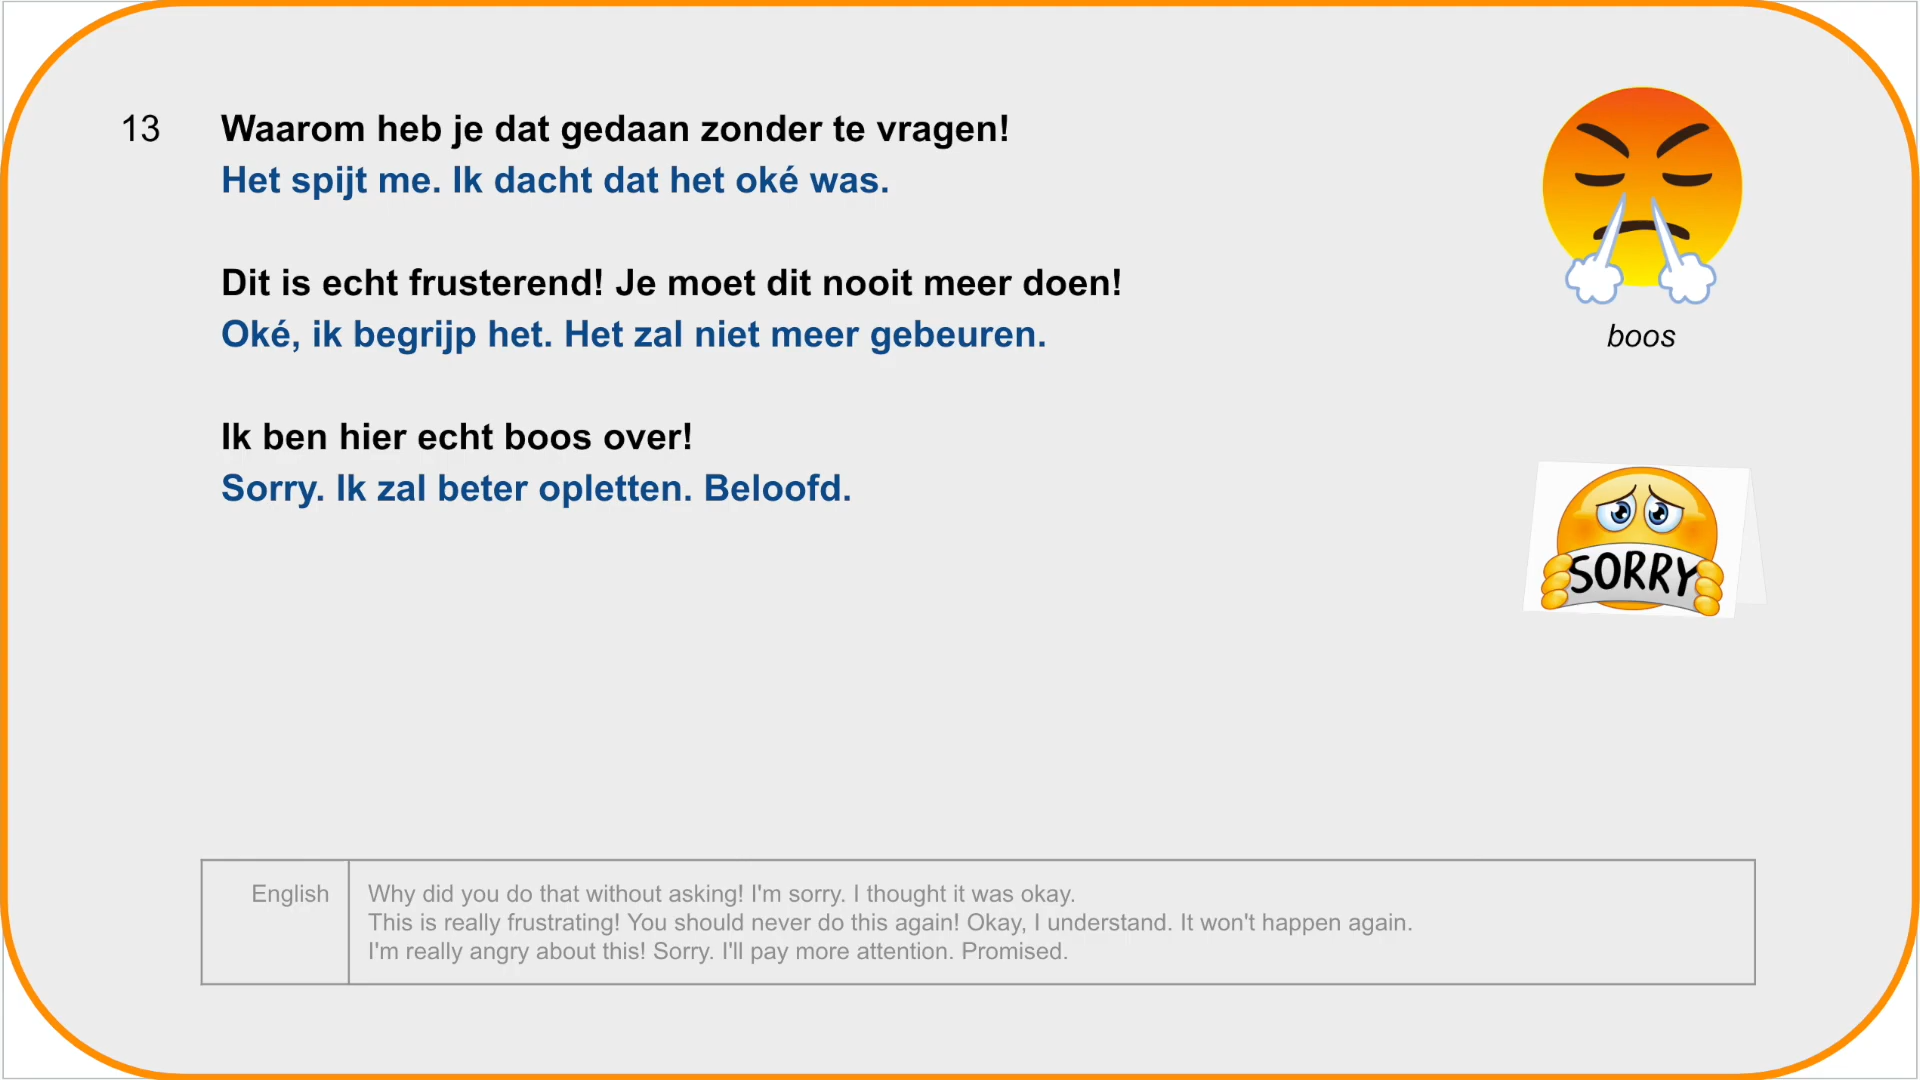 13 Waarom heb je dat gedaan zonder te vragen!
Het spijt me. Ik dacht dat het oké was.
Dit is echt frusterend! Je moet dit nooit meer doen!
Oké, ik begrijp het. Het zal niet meer gebeuren.
boos
Ik ben hier echt boos over!
Sorry. Ik zal beter opletten. Beloofd.
SORRY
English
Why did you do that without asking! I'm sorry. I thought it was okay.
This is really frustrating! You should never do this again! Okay, I understand. It won't happen again.
I'm really angry about this! Sorry. I'll pay more attention. Promised.